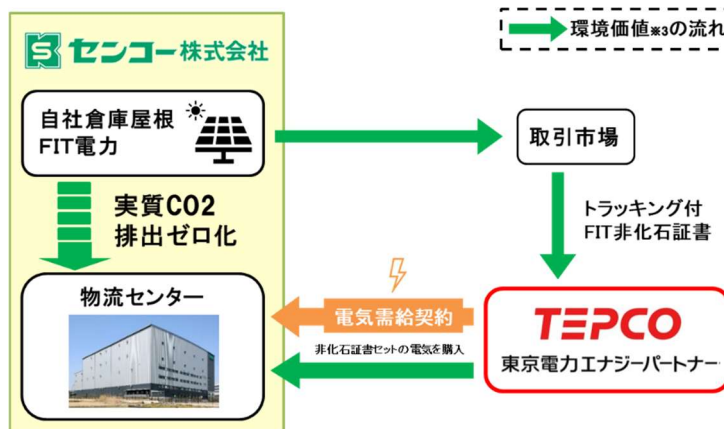 環境価値※3の流れ
S センコー株式会社
自社倉庫屋根
FIT電力
取引市場
実質CO2
排出ゼロ化
トラッキング付
FIT非化石証書
物流センター
電気需給契約
非化石証書セットの電気を購入
TEPCO
東京電力エナジーパートナー